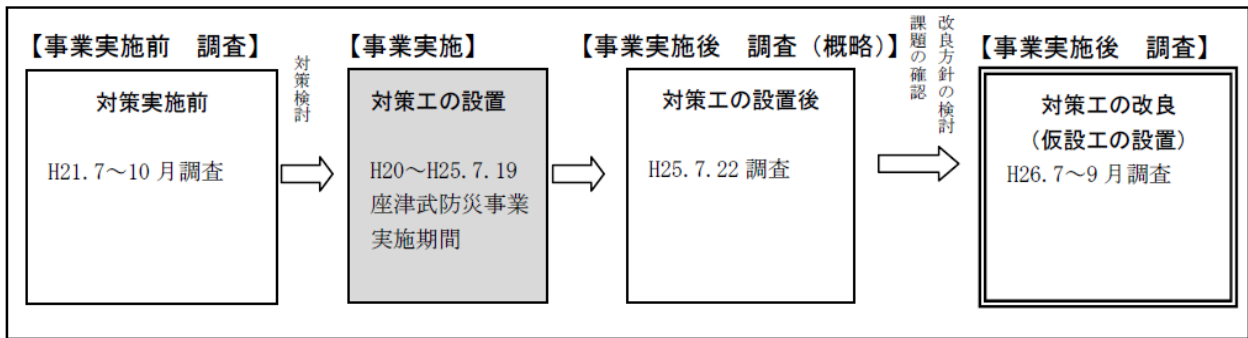 【事業実施前　調査】
対策実施前
H21.7～10月調査
対策検討
【事業実施】
対策工の設置
H20～H25.7.19
座津武防災事業
実施期間
【事業実施後　調査（概略）】
対策工の設置後
H25.7.22 調査
改良方針の検討
課題の確認
【事業実施後　調査】
対策工の改良
（仮設工の設置）
H26.7～9月調査